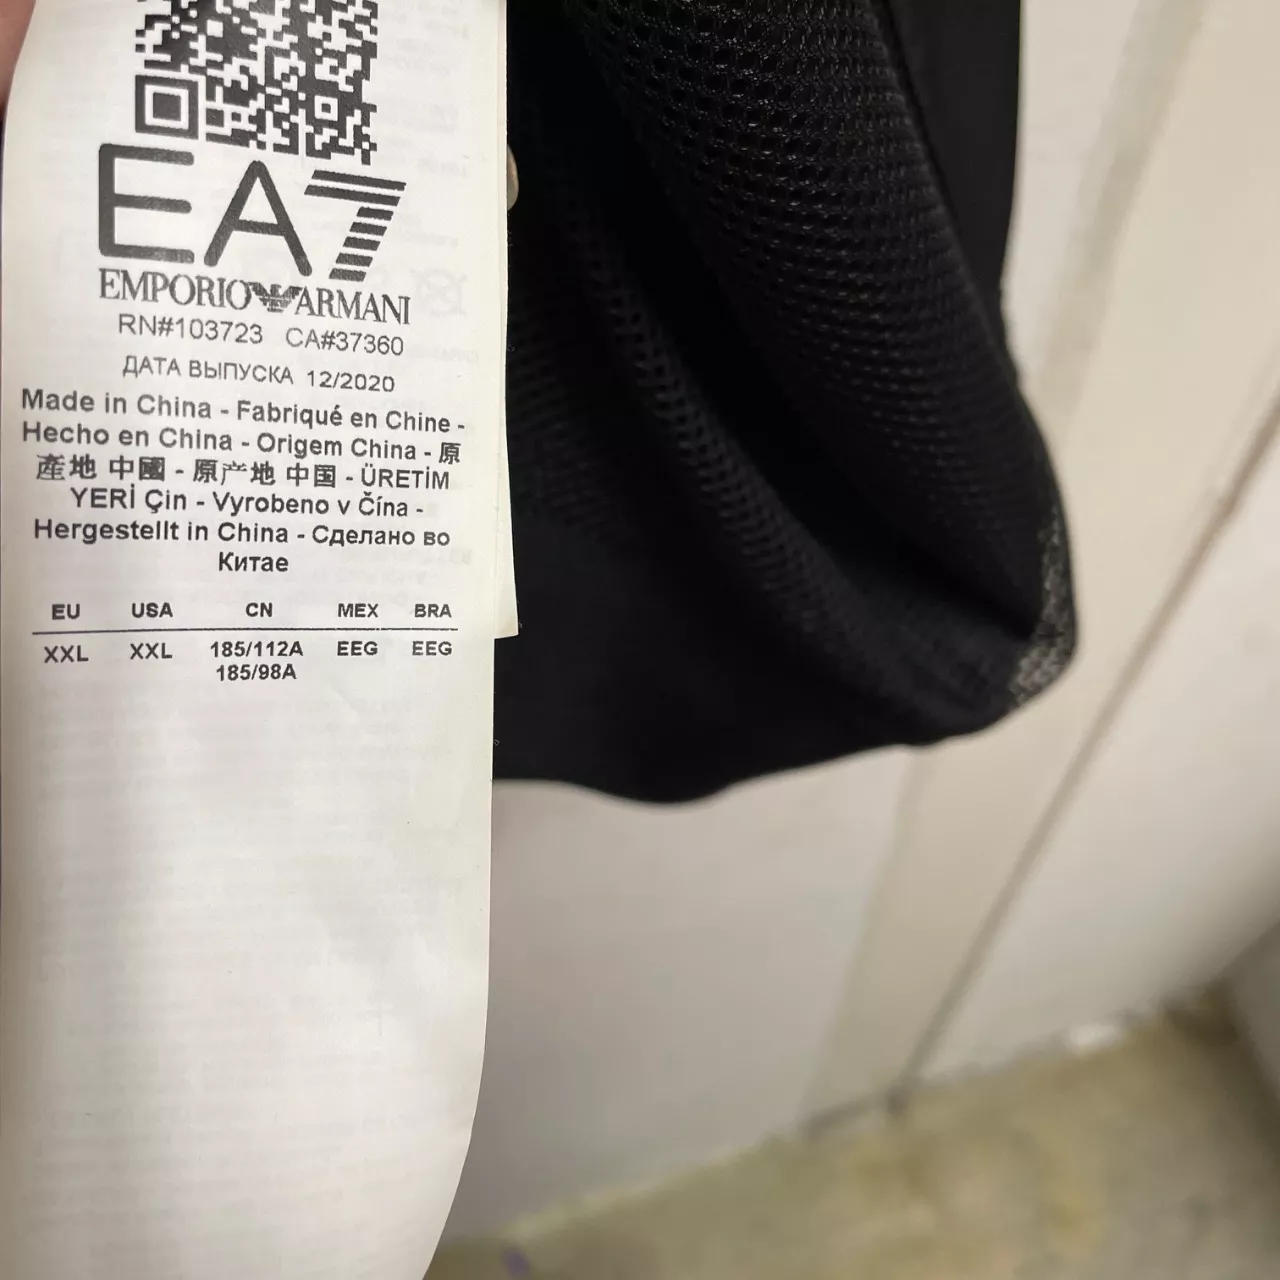 EA7
EMPORIO ARMANI
RN#103723 CA#37360
ДАТА ВЫПУСКА 12/2020
Made in China - Fabriqué en Chine -
Hecho en China - Origem China - 原
產地 中國 - 原产地 中国 - ÜRETİM
YERİ Çin - Vyrobeno v Čína -
Hergestellt in China - Сделано во
Китае
EU USA CN MEX BRA
XXL XXL 185/112A EEG EEG
185/98A